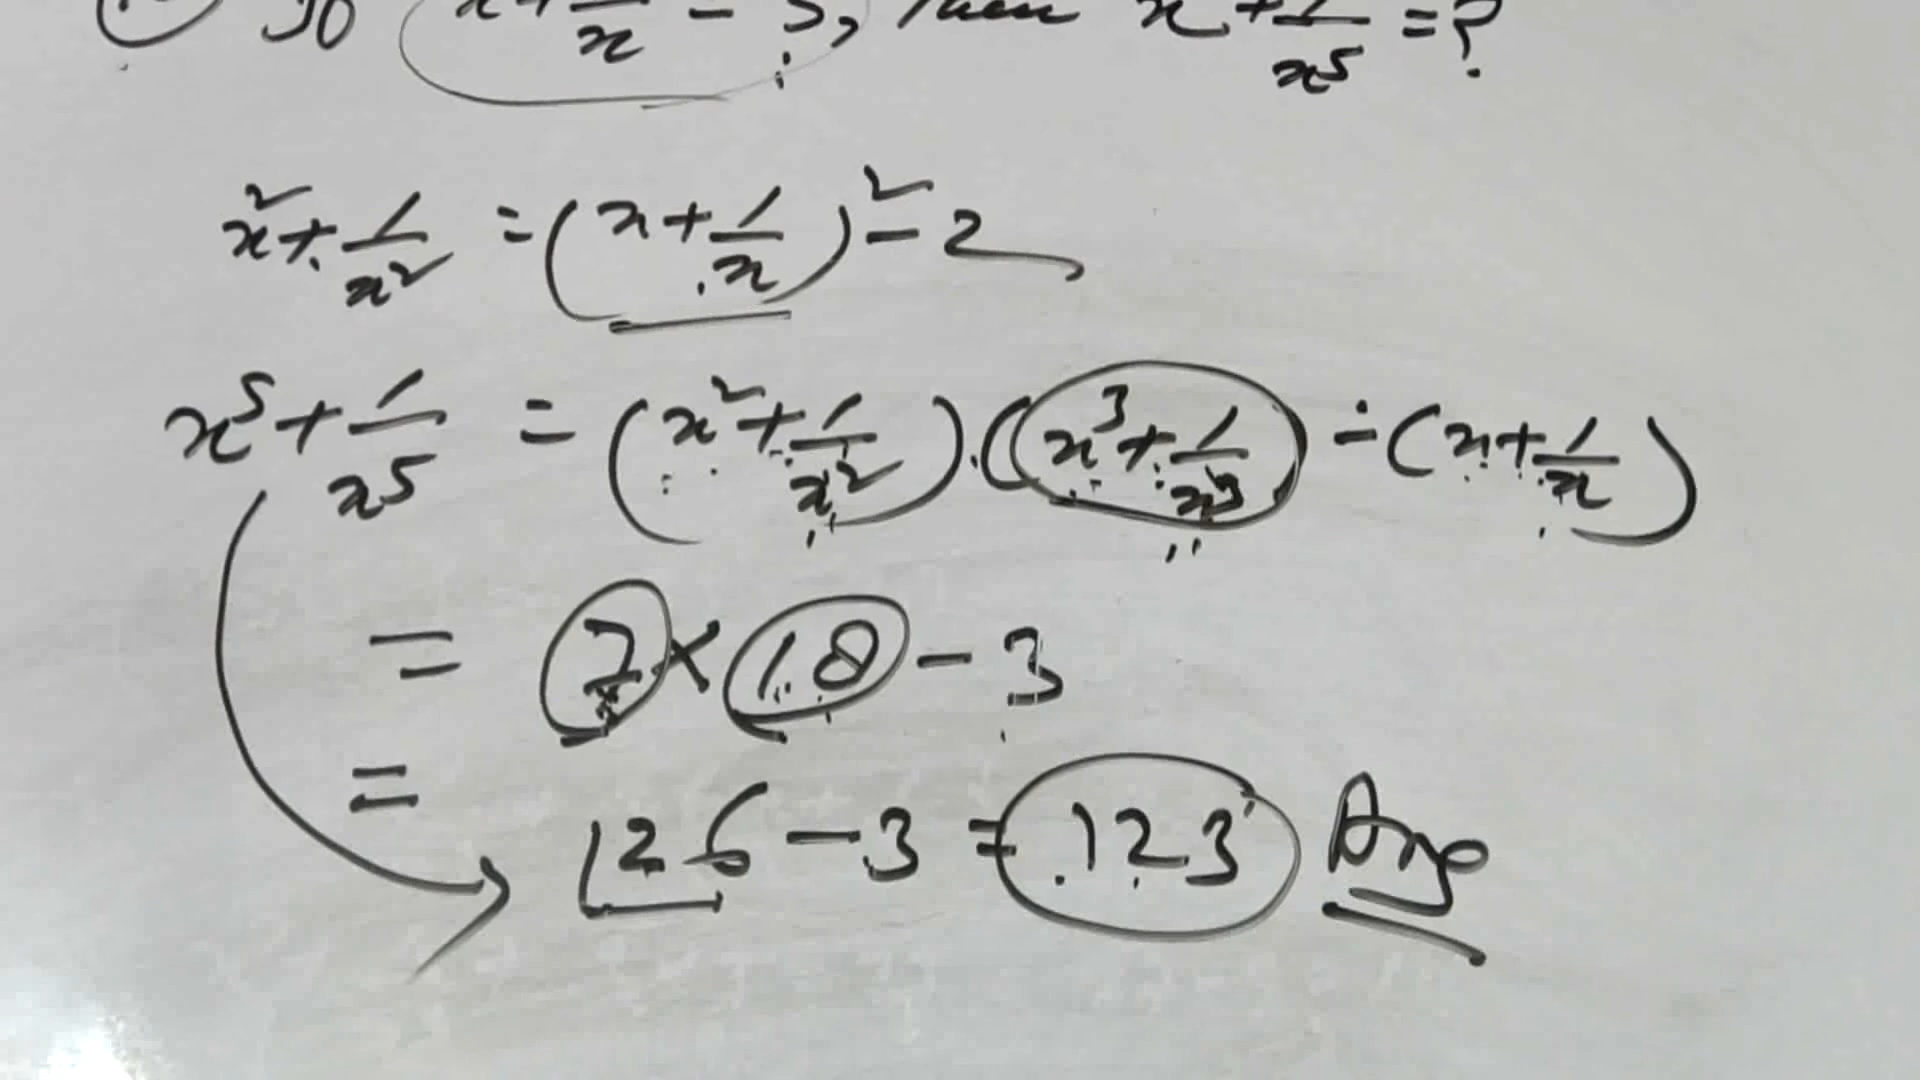 If x + 1/x = 3, then x + 1/x⁵ = ?
x² + 1/x² = (x + 1/x)² - 2
x⁵ + 1/x⁵ = (x² + 1/x²) . (x³ + 1/x³) - (x + 1/x)
= 7 × 18 - 3
= 126 - 3 = 123 Ans